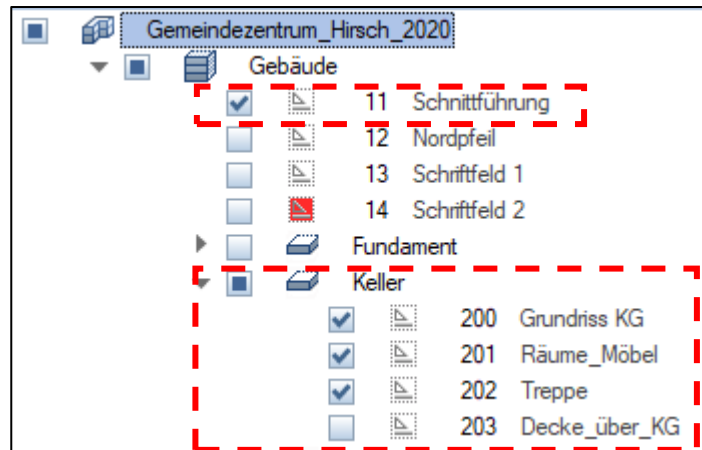 Gemeindezentrum_Hirsch_2020
Gebäude
11 Schnittführung
12 Nordpfeil
13 Schriftfeld 1
14 Schriftfeld 2
Fundament
Keller
200 Grundriss KG
201 Räume_Möbel
202 Treppe
203 Decke_über_KG